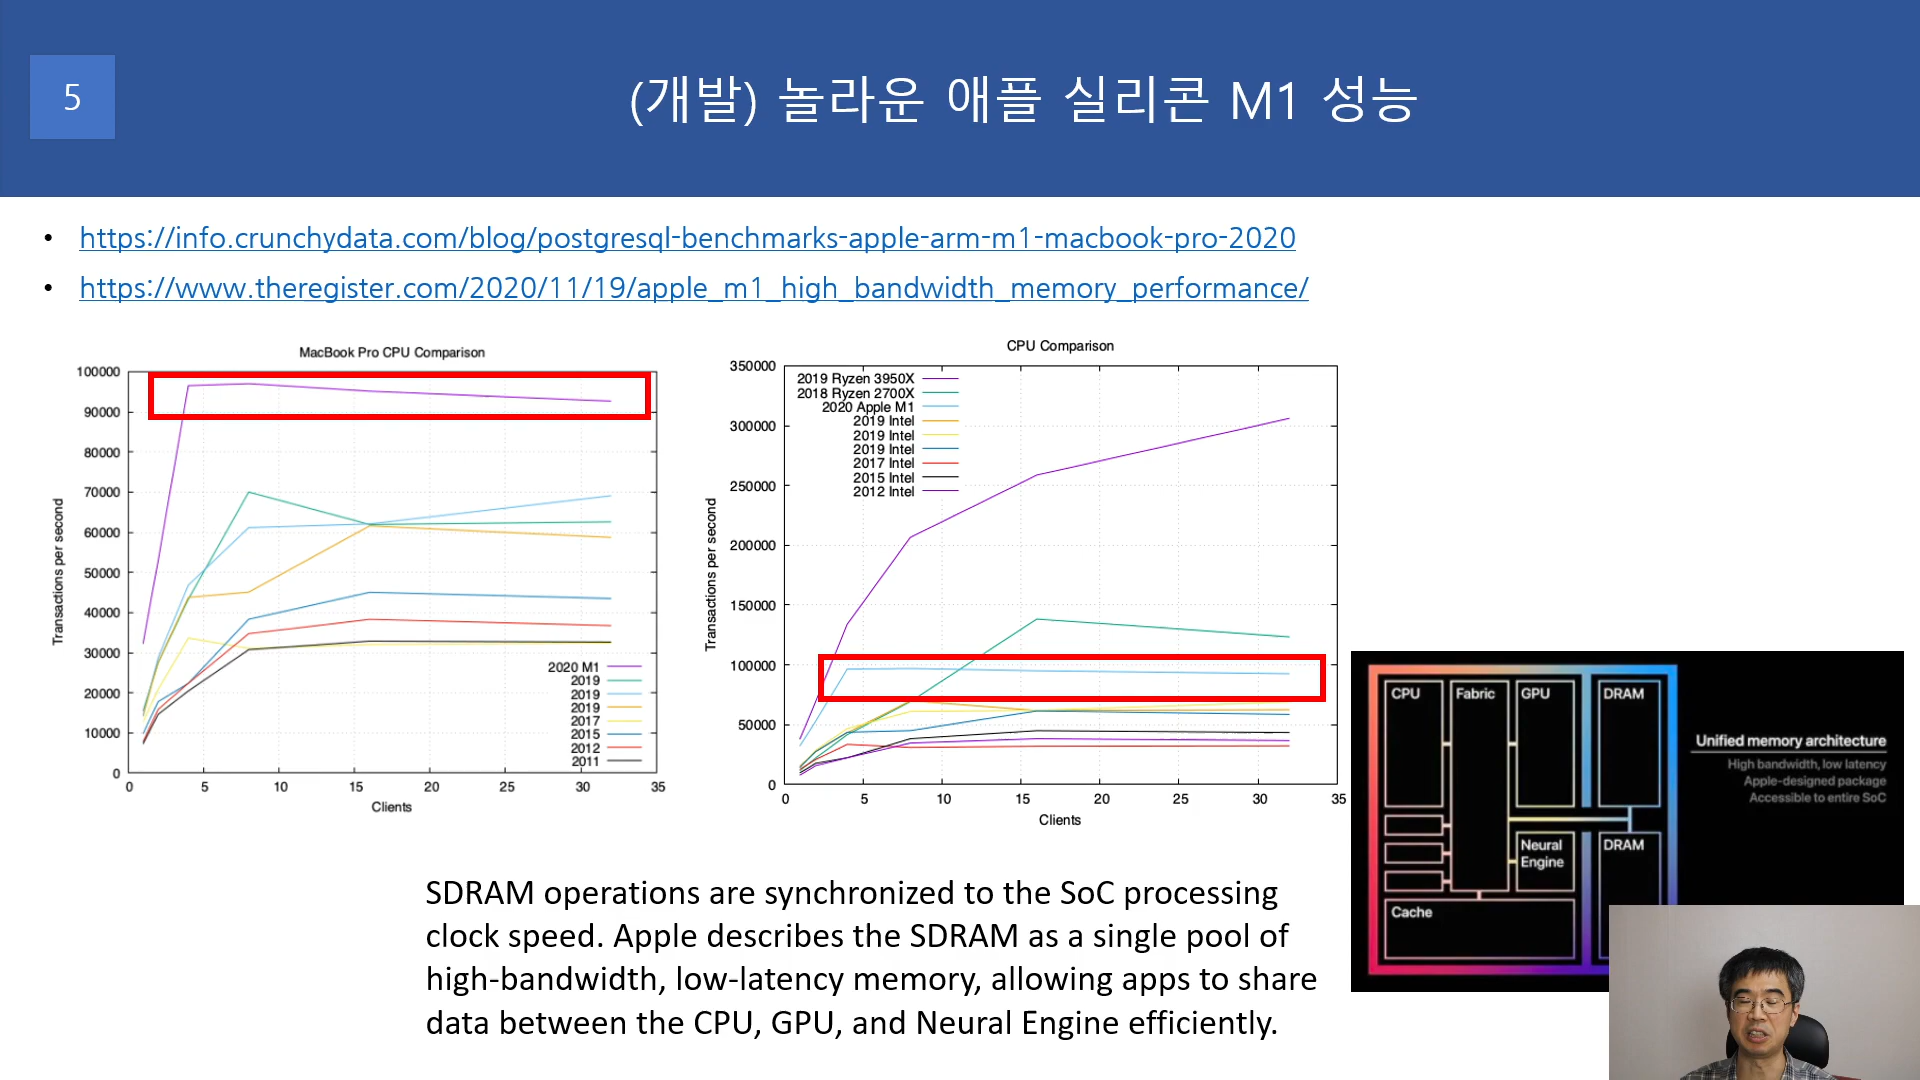 5
(개발) 놀라운 애플 실리콘 M1 성능
• https://info.crunchydata.com/blog/postgresql-benchmarks-apple-arm-m1-macbook-pro-2020
• https://www.theregister.com/2020/11/19/apple_m1_high_bandwidth_memory_performance/
MacBook Pro CPU Comparison
100000
90000
80000
70000
60000
50000
40000
30000
20000
10000
0
Transactions per second
2020 M1
2019
2019
2019
2017
2015
2012
2011
0 5 10 15 20 25 30 35
Clients
CPU Comparison
350000
300000
250000
200000
150000
100000
50000
0
Transactions per second
2019 Ryzen 3950X
2018 Ryzen 2700X
2020 Apple M1
2019 Intel
2019 Intel
2019 Intel
2017 Intel
2015 Intel
2012 Intel
0 5 10 15 20 25 30 35
Clients
CPU Fabric GPU DRAM
Neural
Engine
DRAM
Cache
Unified memory architecture
High bandwidth, low latency
Apple-designed package
Accessible to entire SoC
SDRAM operations are synchronized to the SoC processing
clock speed. Apple describes the SDRAM as a single pool of
high-bandwidth, low-latency memory, allowing apps to share
data between the CPU, GPU, and Neural Engine efficiently.